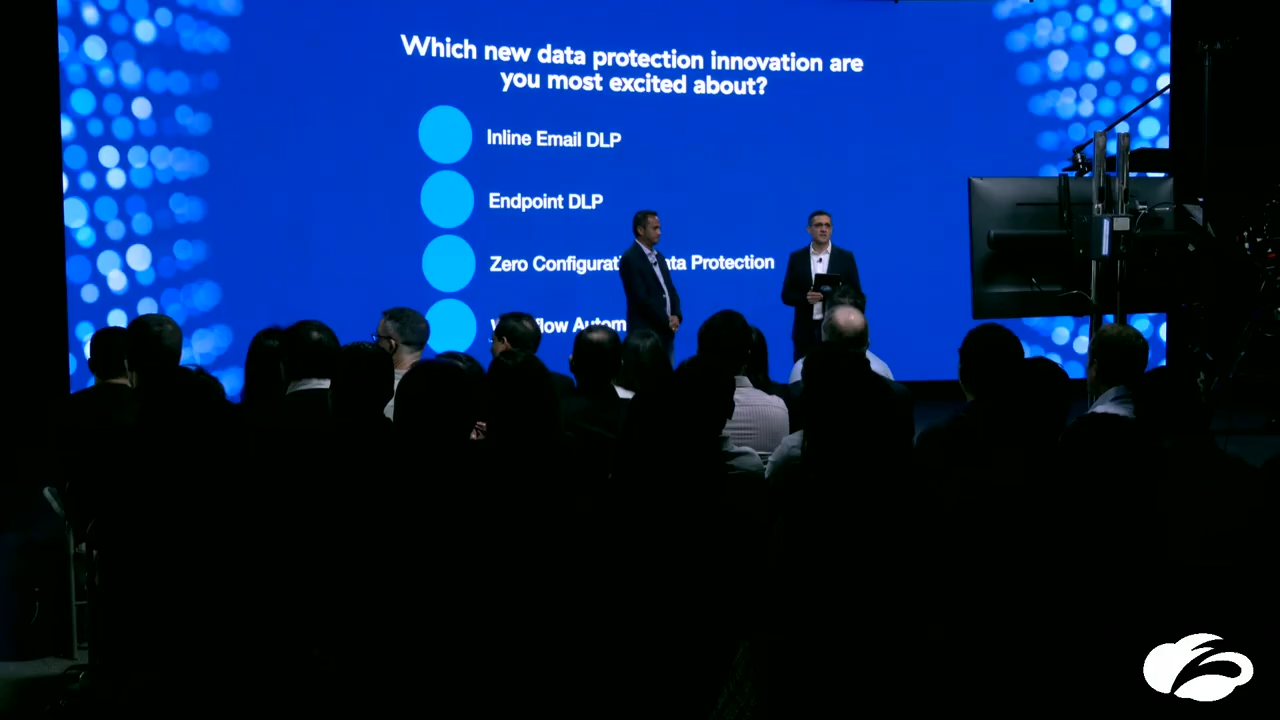 Which new data protection innovation are
you most excited about?
Inline Email DLP
Endpoint DLP
Zero Protection